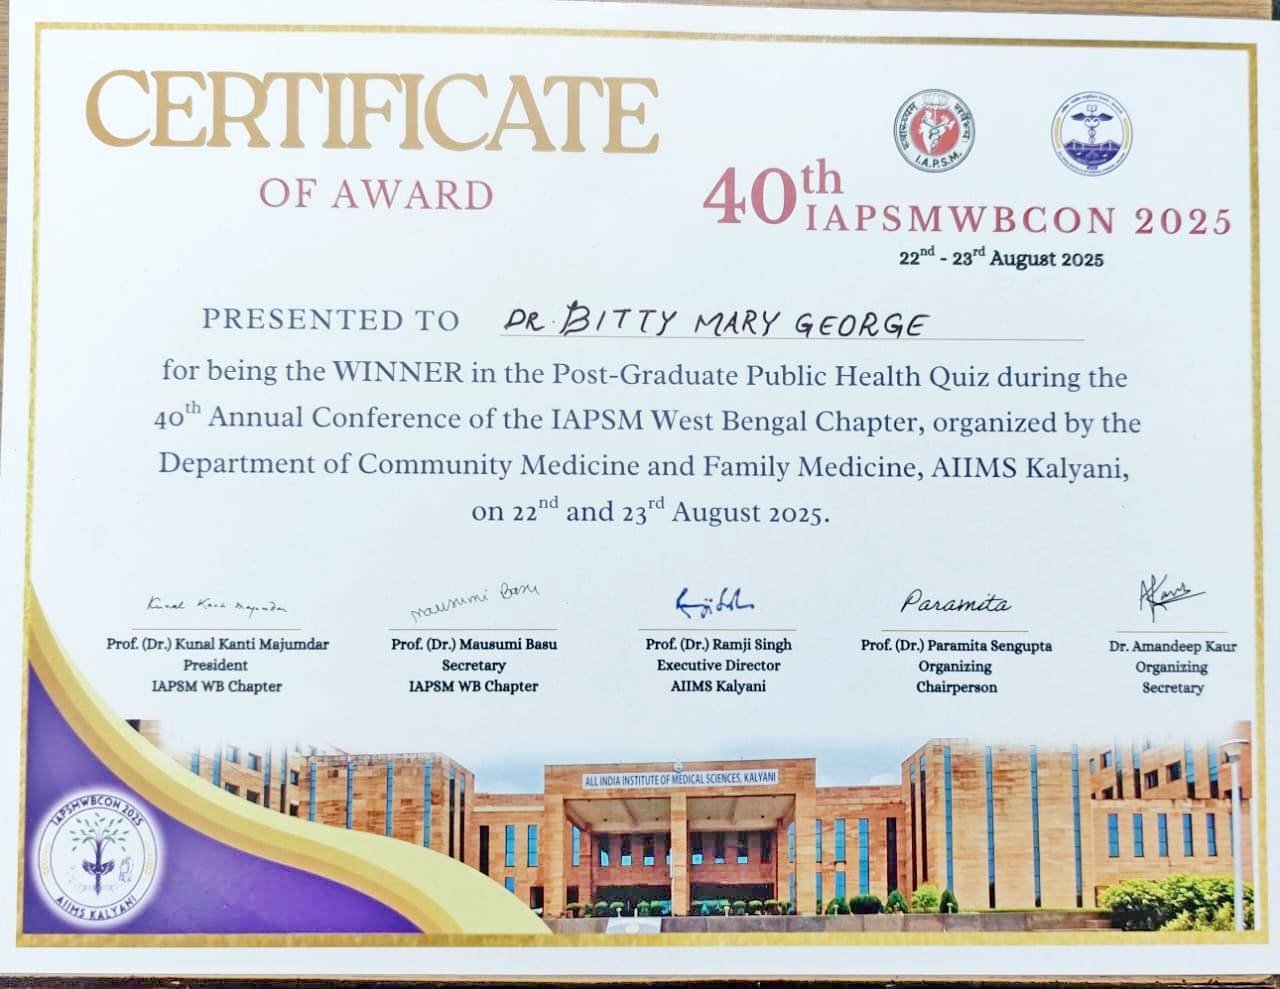 CERTIFICATE
OF AWARD
I.A.P.S.M.
40th
IAPSMWBCON 2025
22nd - 23rd August 2025
PRESENTED TO DR. BITTY MARY GEORGE
for being the WINNER in the Post-Graduate Public Health Quiz during the
40th Annual Conference of the IAPSM West Bengal Chapter, organized by the
Department of Community Medicine and Family Medicine, AIIMS Kalyani,
on 22nd and 23rd August 2025.
Kunal Kanti Majumdar
Mausumi Basu
Paramita
Prof. (Dr.) Kunal Kanti Majumdar
President
IAPSM WB Chapter
Prof. (Dr.) Mausumi Basu
Secretary
IAPSM WB Chapter
Prof. (Dr.) Ramji Singh
Executive Director
AIIMS Kalyani
Prof. (Dr.) Paramita Sengupta
Organizing
Chairperson
Dr. Amandeep Kaur
Organizing
Secretary
ALL INDIA INSTITUTE OF MEDICAL SCIENCES, KALYANI
IAPSMWBCON 2025
AIIMS KALYANI